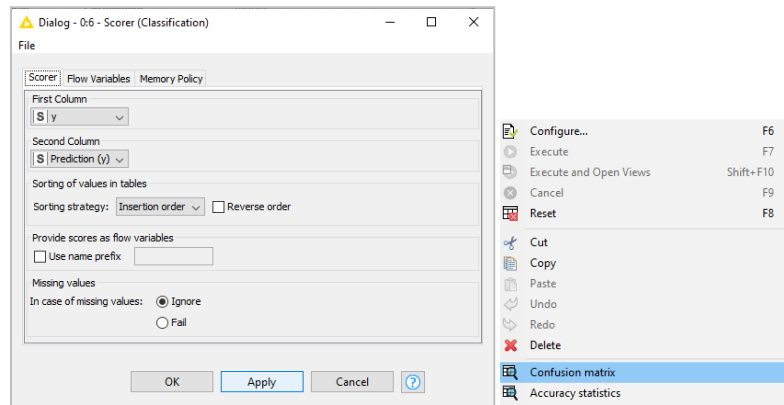 Dialog - 0:6 - Scorer (Classification)
File
Scorer Flow Variables Memory Policy
First Column
S y
Second Column
S Prediction (y)
Sorting of values in tables
Sorting strategy: Insertion order Reverse order
Provide scores as flow variables
Use name prefix
Missing values
In case of missing values: Ignore
Fail
OK Apply Cancel ?
Configure... F6
Execute F7
Execute and Open Views Shift+F10
Cancel F9
Reset F8
Cut
Copy
Paste
Undo
Redo
Delete
Confusion matrix
Accuracy statistics